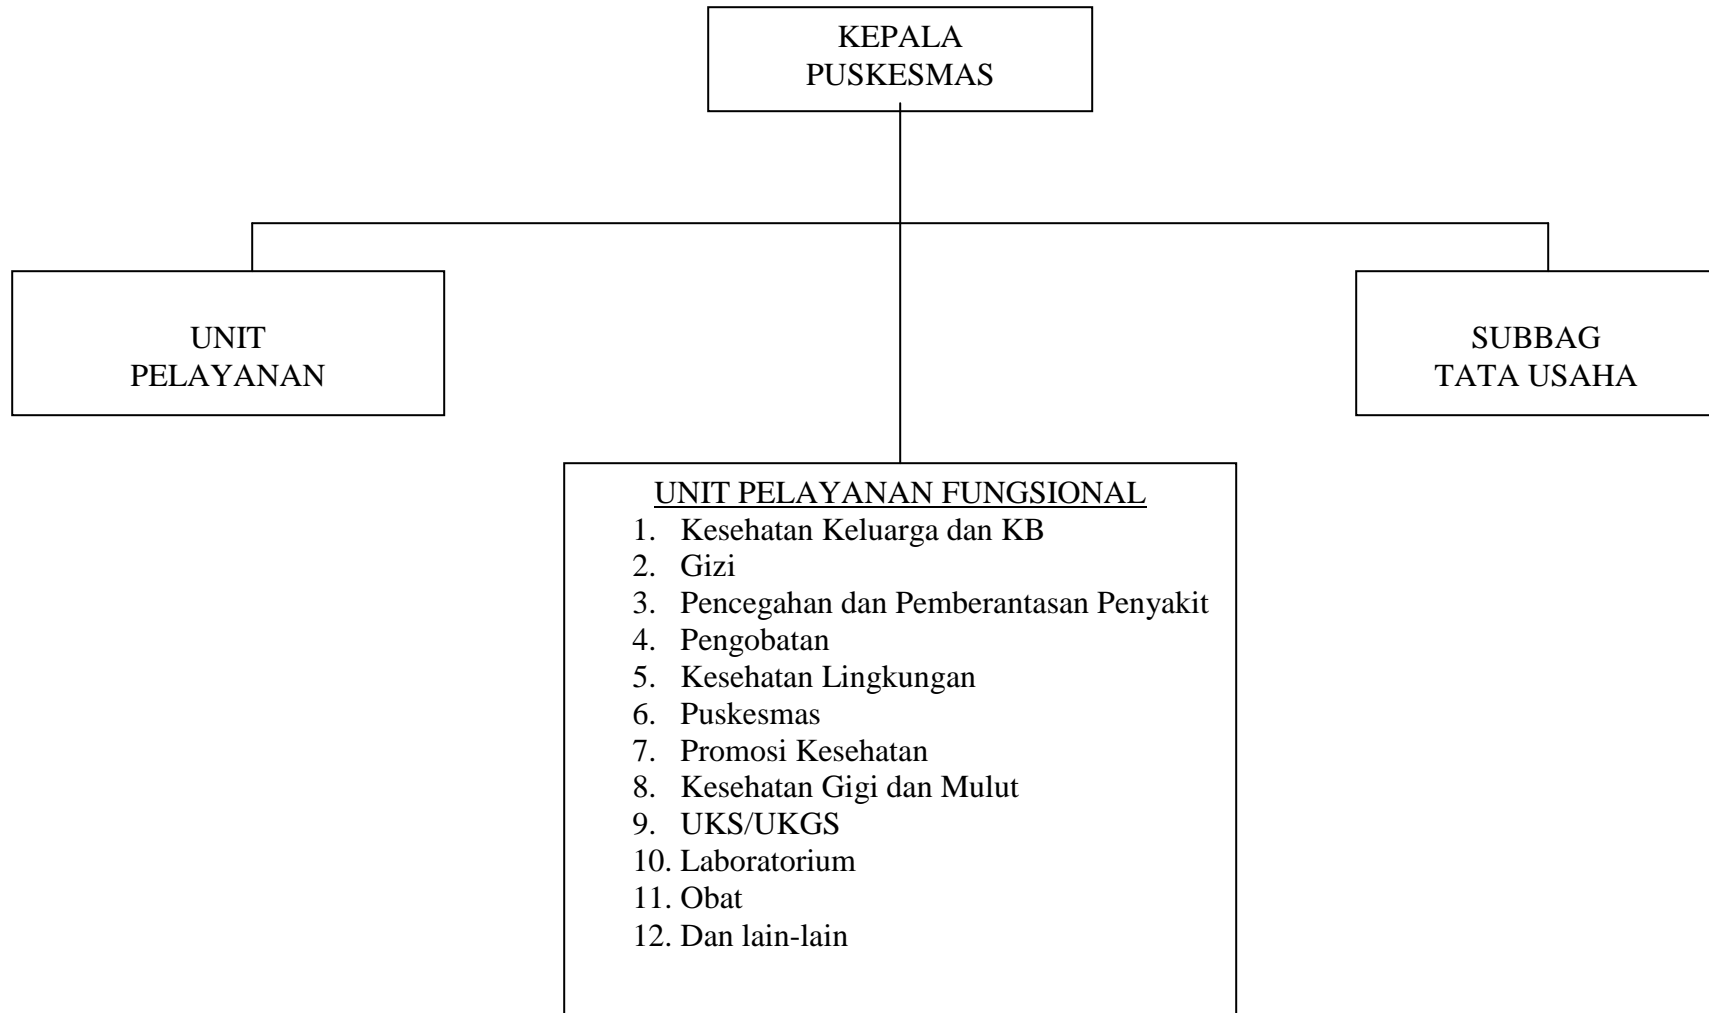 KEPALA
PUSKESMAS
UNIT
PELAYANAN
SUBBAG
TATA USAHA
UNIT PELAYANAN FUNGSIONAL
1. Kesehatan Keluarga dan KB
2. Gizi
3. Pencegahan dan Pemberantasan Penyakit
4. Pengobatan
5. Kesehatan Lingkungan
6. Puskesmas
7. Promosi Kesehatan
8. Kesehatan Gigi dan Mulut
9. UKS/UKGS
10. Laboratorium
11. Obat
12. Dan lain-lain